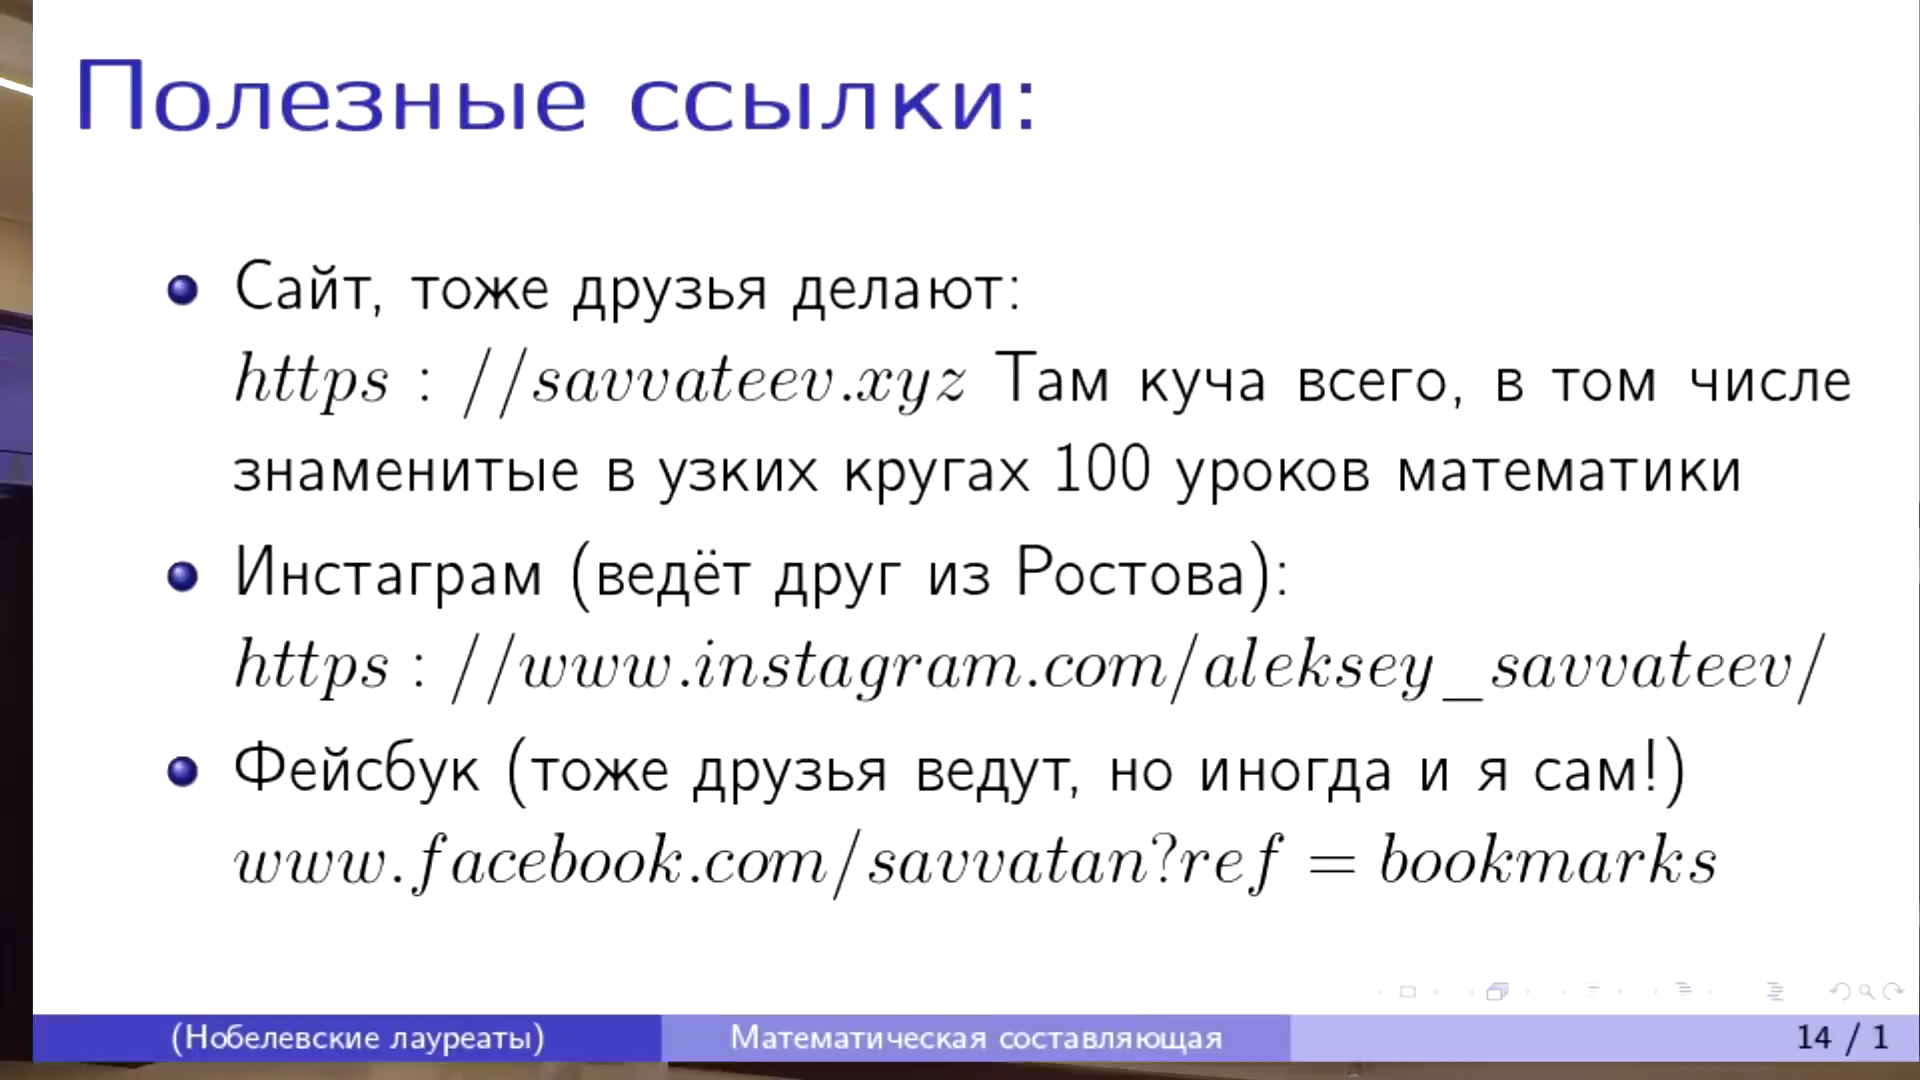 Полезные ссылки:
Сайт, тоже друзья делают:
https : //savvateev.xyz Там куча всего, в том числе
знаменитые в узких кругах 100 уроков математики
Инстаграм (ведёт друг из Ростова):
https : //www.instagram.com/aleksey_savvateev/
Фейсбук (тоже друзья ведут, но иногда и я сам!)
www.facebook.com/savvatan?ref = bookmarks
(Нобелевские лауреаты) Математическая составляющая 14 / 1